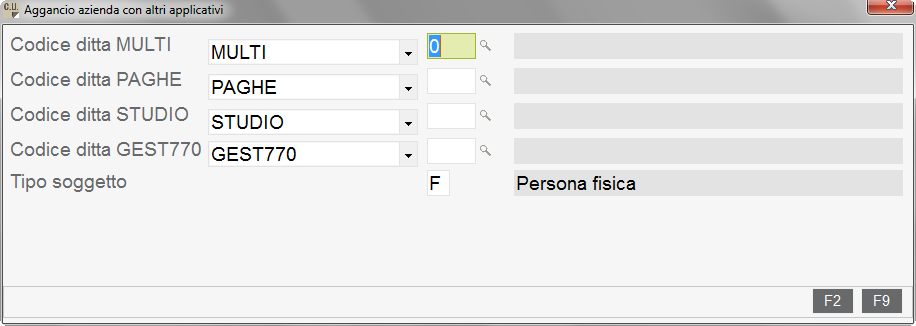 C.U. Aggancio azienda con altri applicativi
Codice ditta MULTI MULTI 0
Codice ditta PAGHE PAGHE
Codice ditta STUDIO STUDIO
Codice ditta GEST770 GEST770
Tipo soggetto F Persona fisica
F2 F9